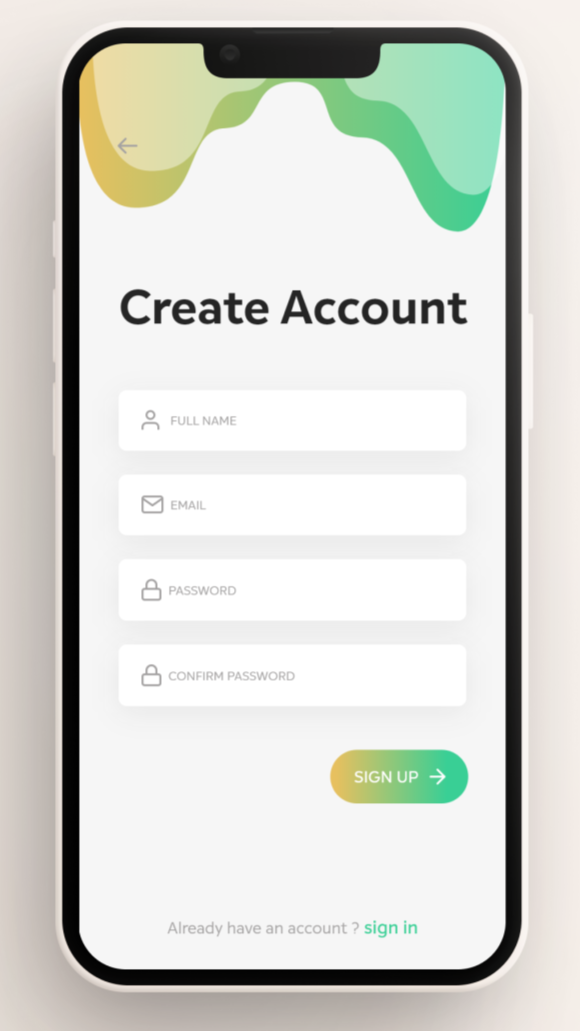 Create Account
FULL NAME
EMAIL
PASSWORD
CONFIRM PASSWORD
SIGN UP
Already have an account ? sign in